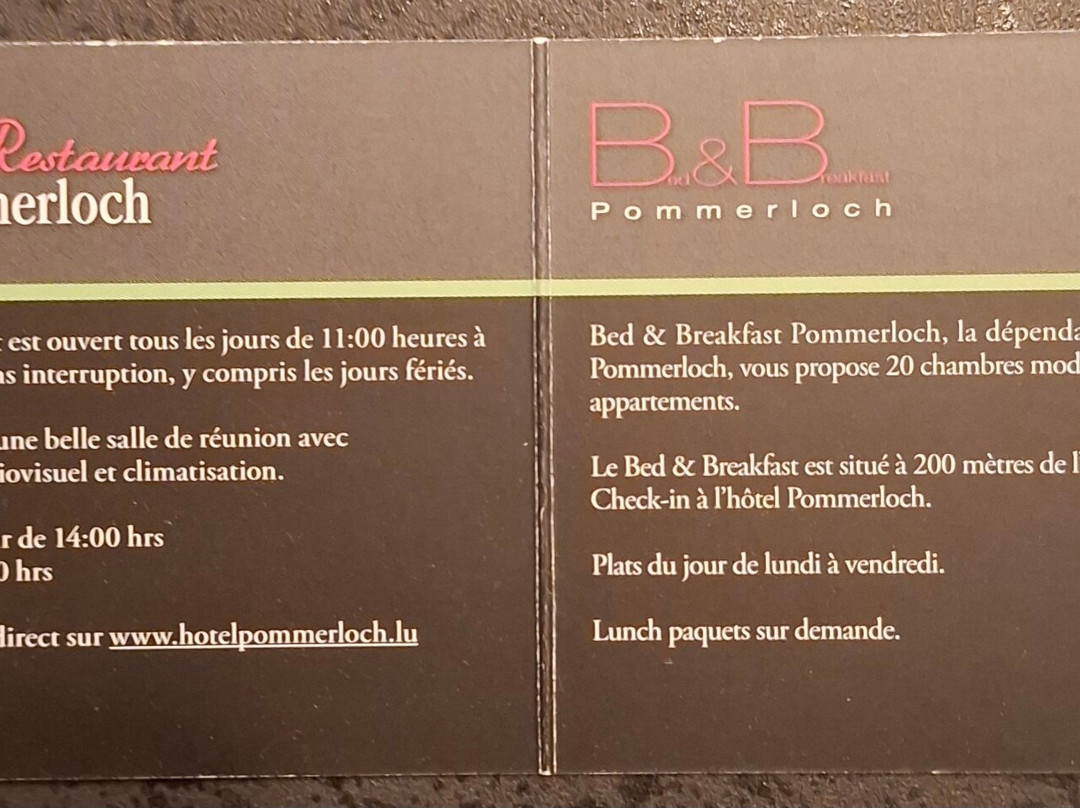 Restaurant
merloch
est ouvert tous les jours de 11:00 heures à
ns interruption, y compris les jours fériés.
une belle salle de réunion avec
iovisuel et climatisation.
r de 14:00 hrs
0 hrs
direct sur www.hotelpommerloch.lu
Bed & Breakfast
Pommerloch
Bed & Breakfast Pommerloch, la dépenda
Pommerloch, vous propose 20 chambres mod
appartements.
Le Bed & Breakfast est situé à 200 mètres de l'
Check-in à l'hôtel Pommerloch.
Plats du jour de lundi à vendredi.
Lunch paquets sur demande.